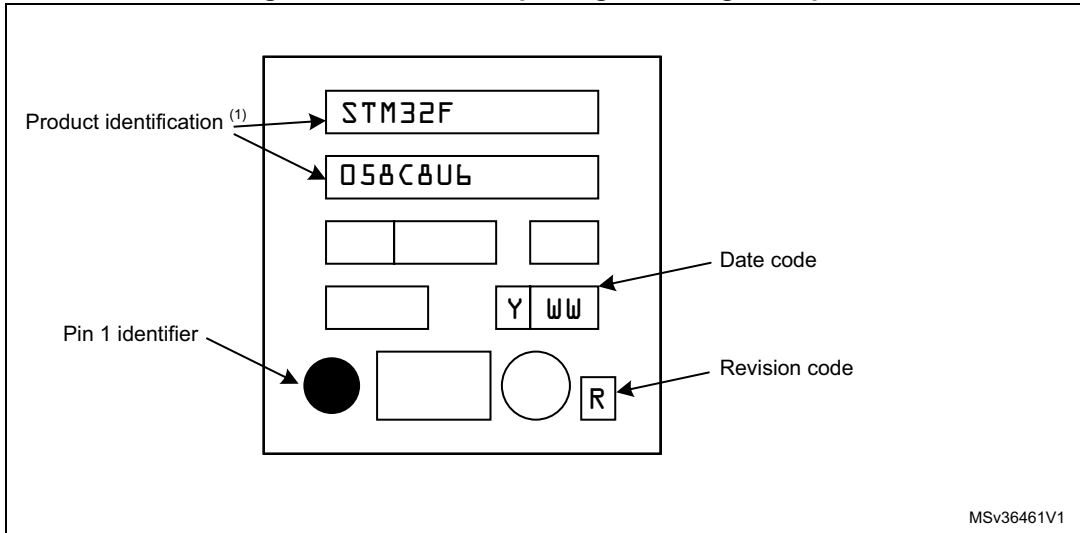 Product identification (1)
STM32F
058C8U6
Date code
Y WW
Pin 1 identifier
Revision code
R
MSv36461V1